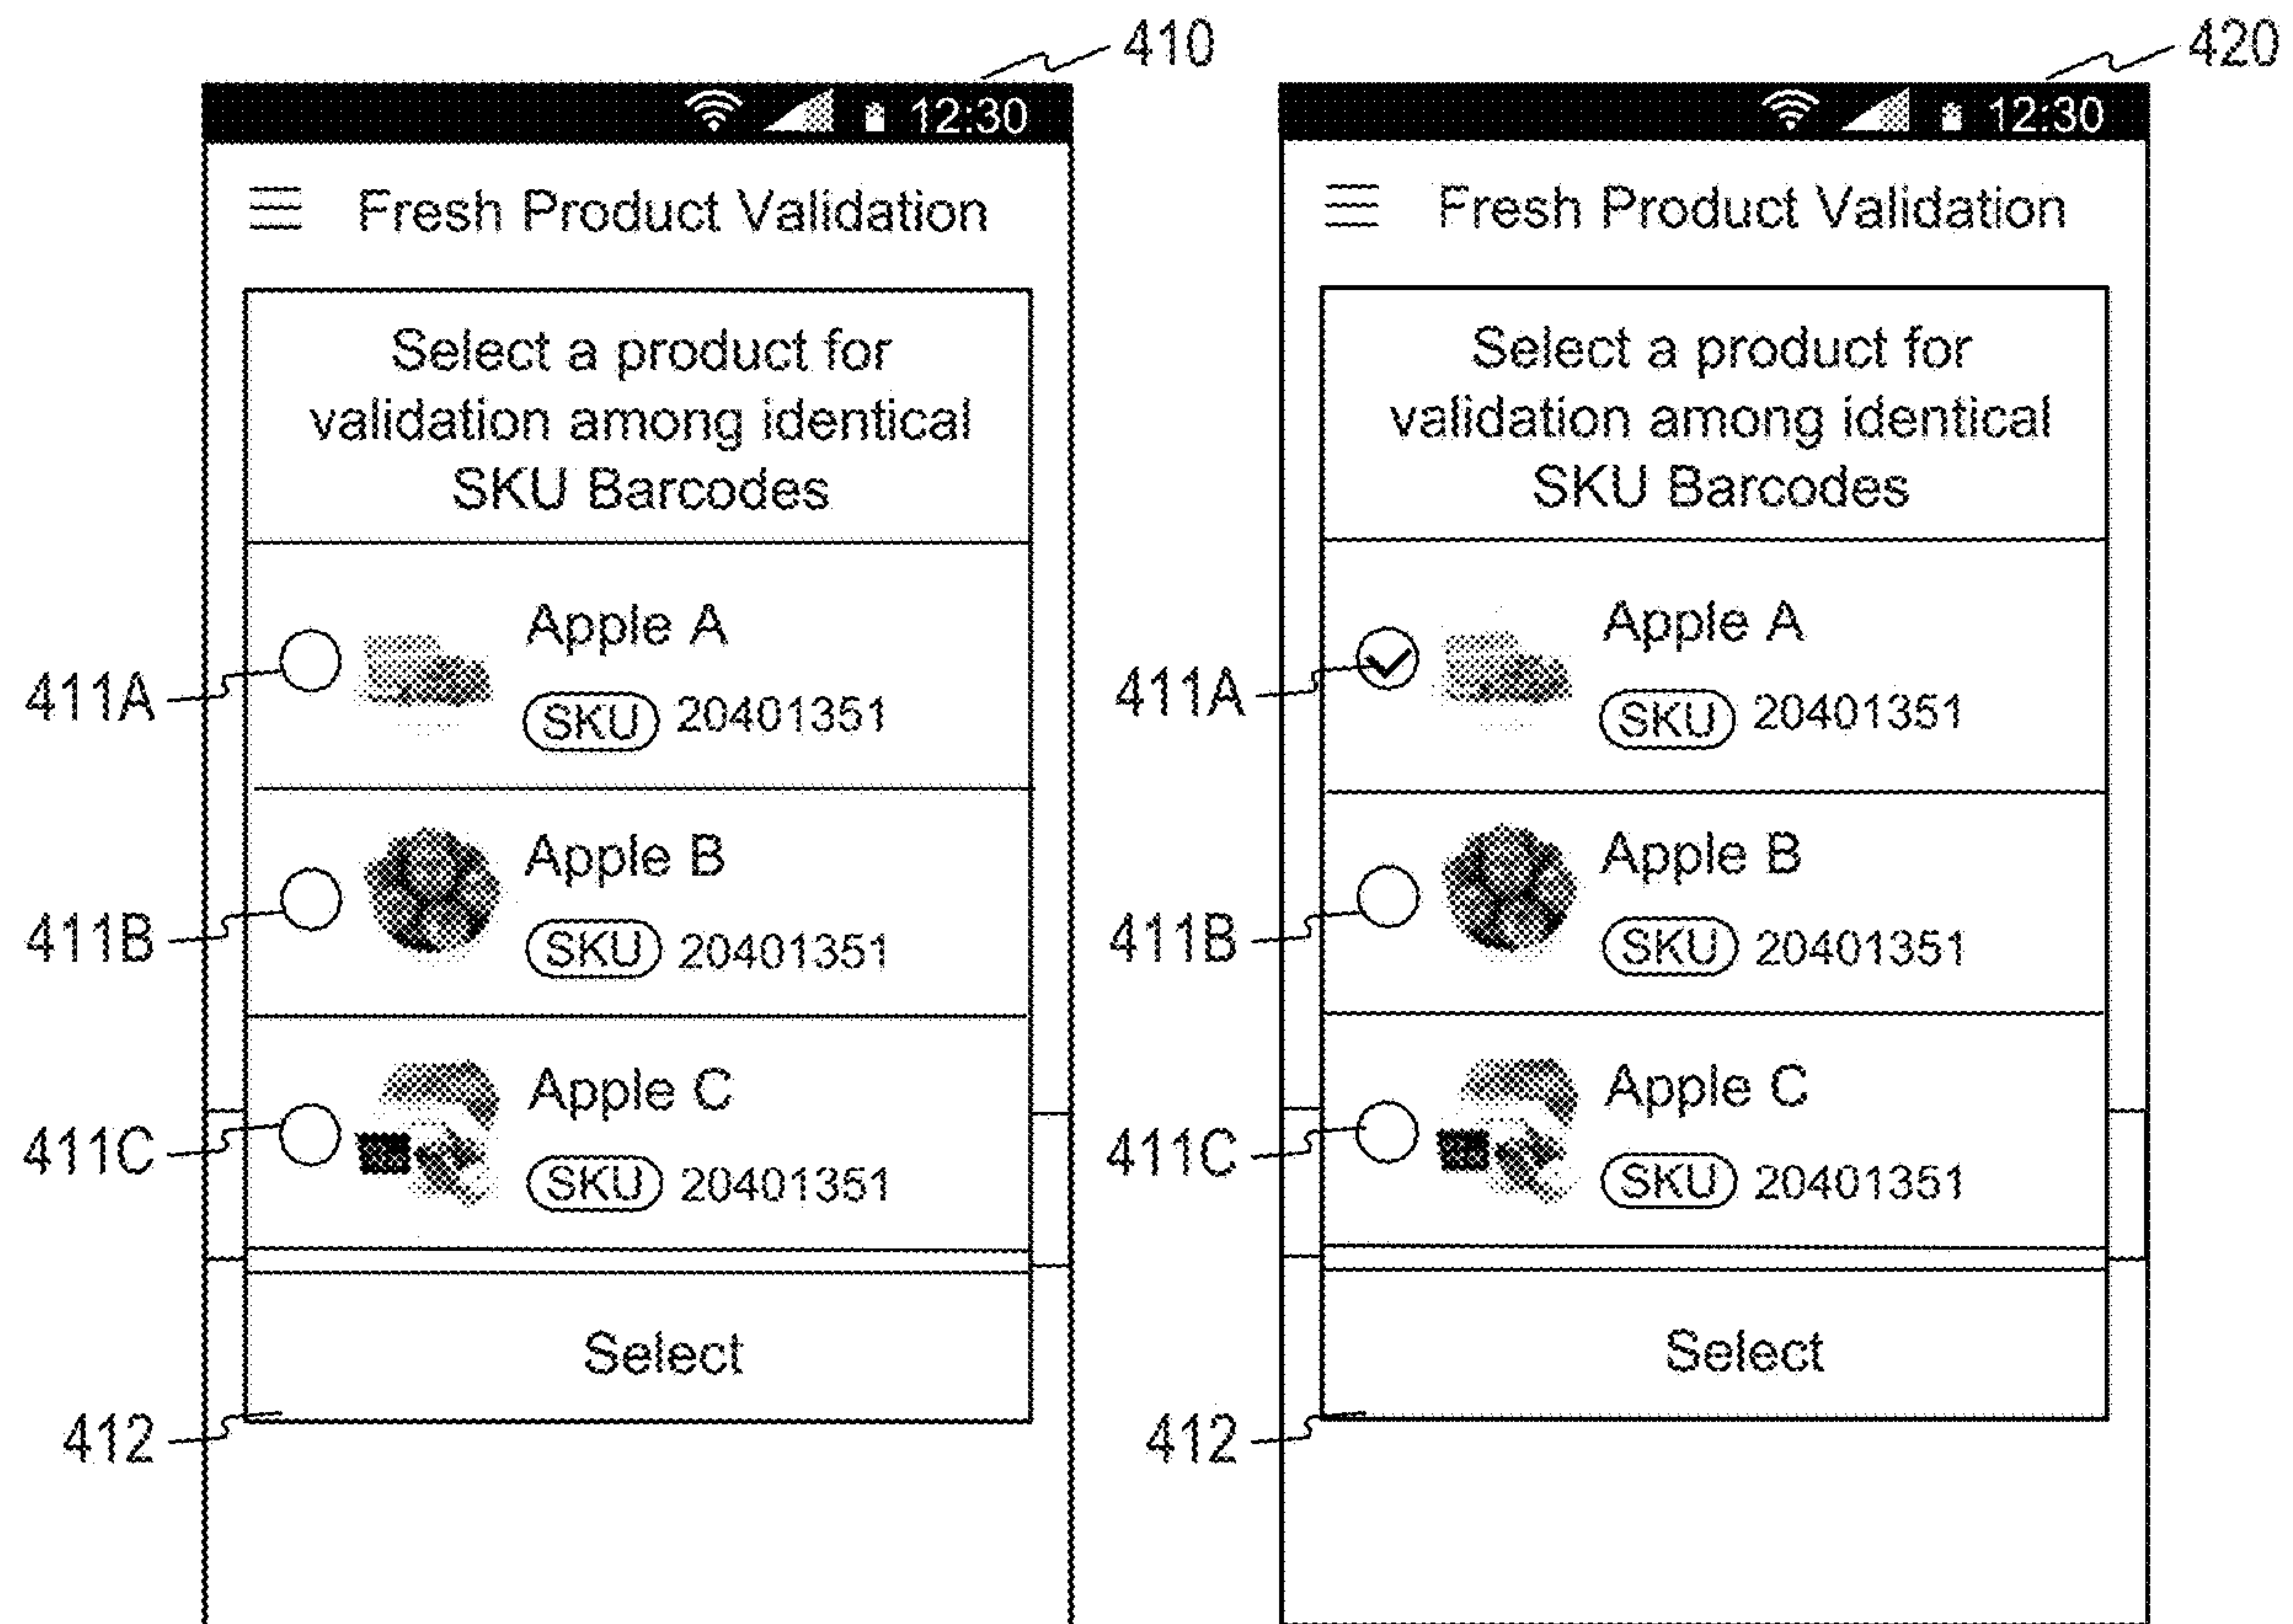 410
12:30
Fresh Product Validation
Select a product for
validation among identical
SKU Barcodes
411A
Apple A
SKU 20401351
411B
Apple B
SKU 20401351
411C
Apple C
SKU 20401351
Select
412
420
12:30
Fresh Product Validation
Select a product for
validation among identical
SKU Barcodes
411A
Apple A
SKU 20401351
411B
Apple B
SKU 20401351
411C
Apple C
SKU 20401351
Select
412